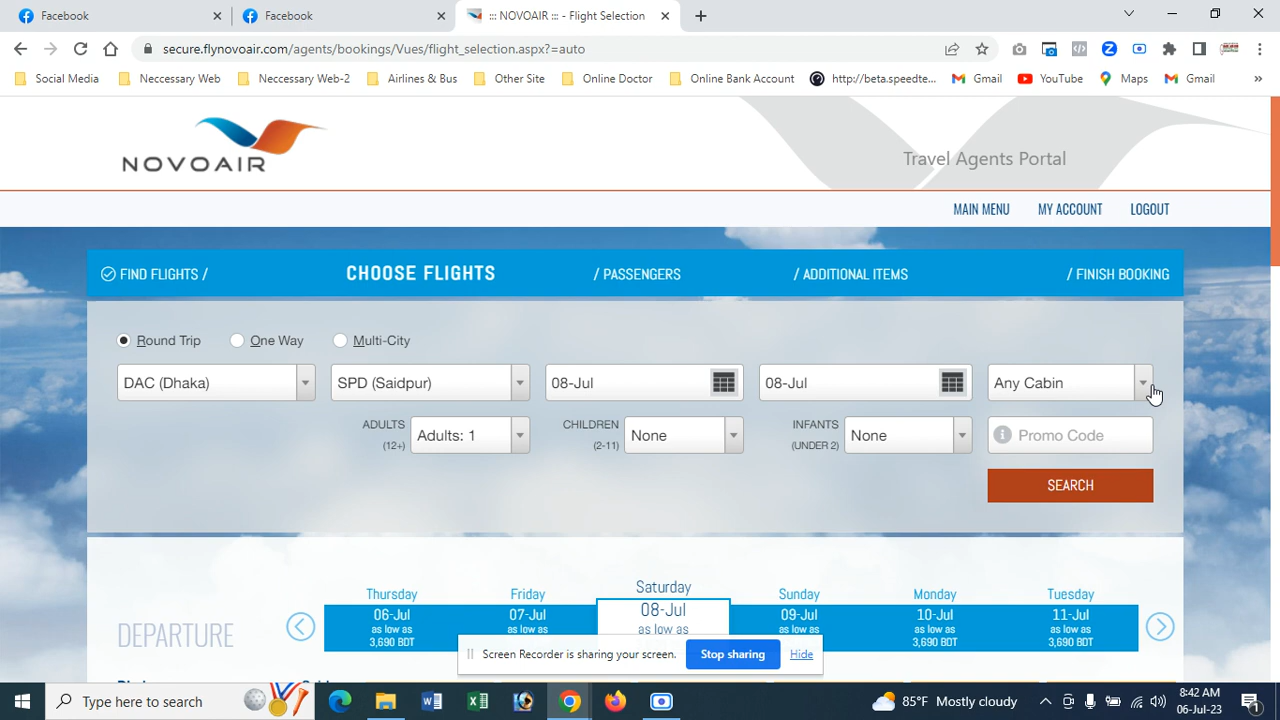 Facebook
Facebook
::: NOVOAIR ::: - Flight Selection
secure.flynovoair.com/agents/bookings/Vues/flight_selection.aspx?=auto
Social Media
Neccessary Web
Neccessary Web-2
Airlines & Bus
Other Site
Online Doctor
Online Bank Account
http://beta.speedte...
Gmail
YouTube
Maps
Gmail
NOVOAIR
Travel Agents Portal
MAIN MENU
MY ACCOUNT
LOGOUT
FIND FLIGHTS /
CHOOSE FLIGHTS
/ PASSENGERS
/ ADDITIONAL ITEMS
/ FINISH BOOKING
Round Trip
One Way
Multi-City
DAC (Dhaka)
SPD (Saidpur)
08-Jul
08-Jul
Any Cabin
ADULTS
(12+)
Adults: 1
CHILDREN
(2-11)
None
INFANTS
(UNDER 2)
None
Promo Code
SEARCH
DEPARTURE
Thursday
06-Jul
as low as
3,690 BDT
Friday
07-Jul
as low as
Saturday
08-Jul
as low as
Sunday
09-Jul
as low as
Monday
10-Jul
as low as
3,690 BDT
Tuesday
11-Jul
as low as
3,690 BDT
Screen Recorder is sharing your screen.
Stop sharing
Hide
Type here to search
85°F Mostly cloudy
8:42 AM
06-Jul-23
1